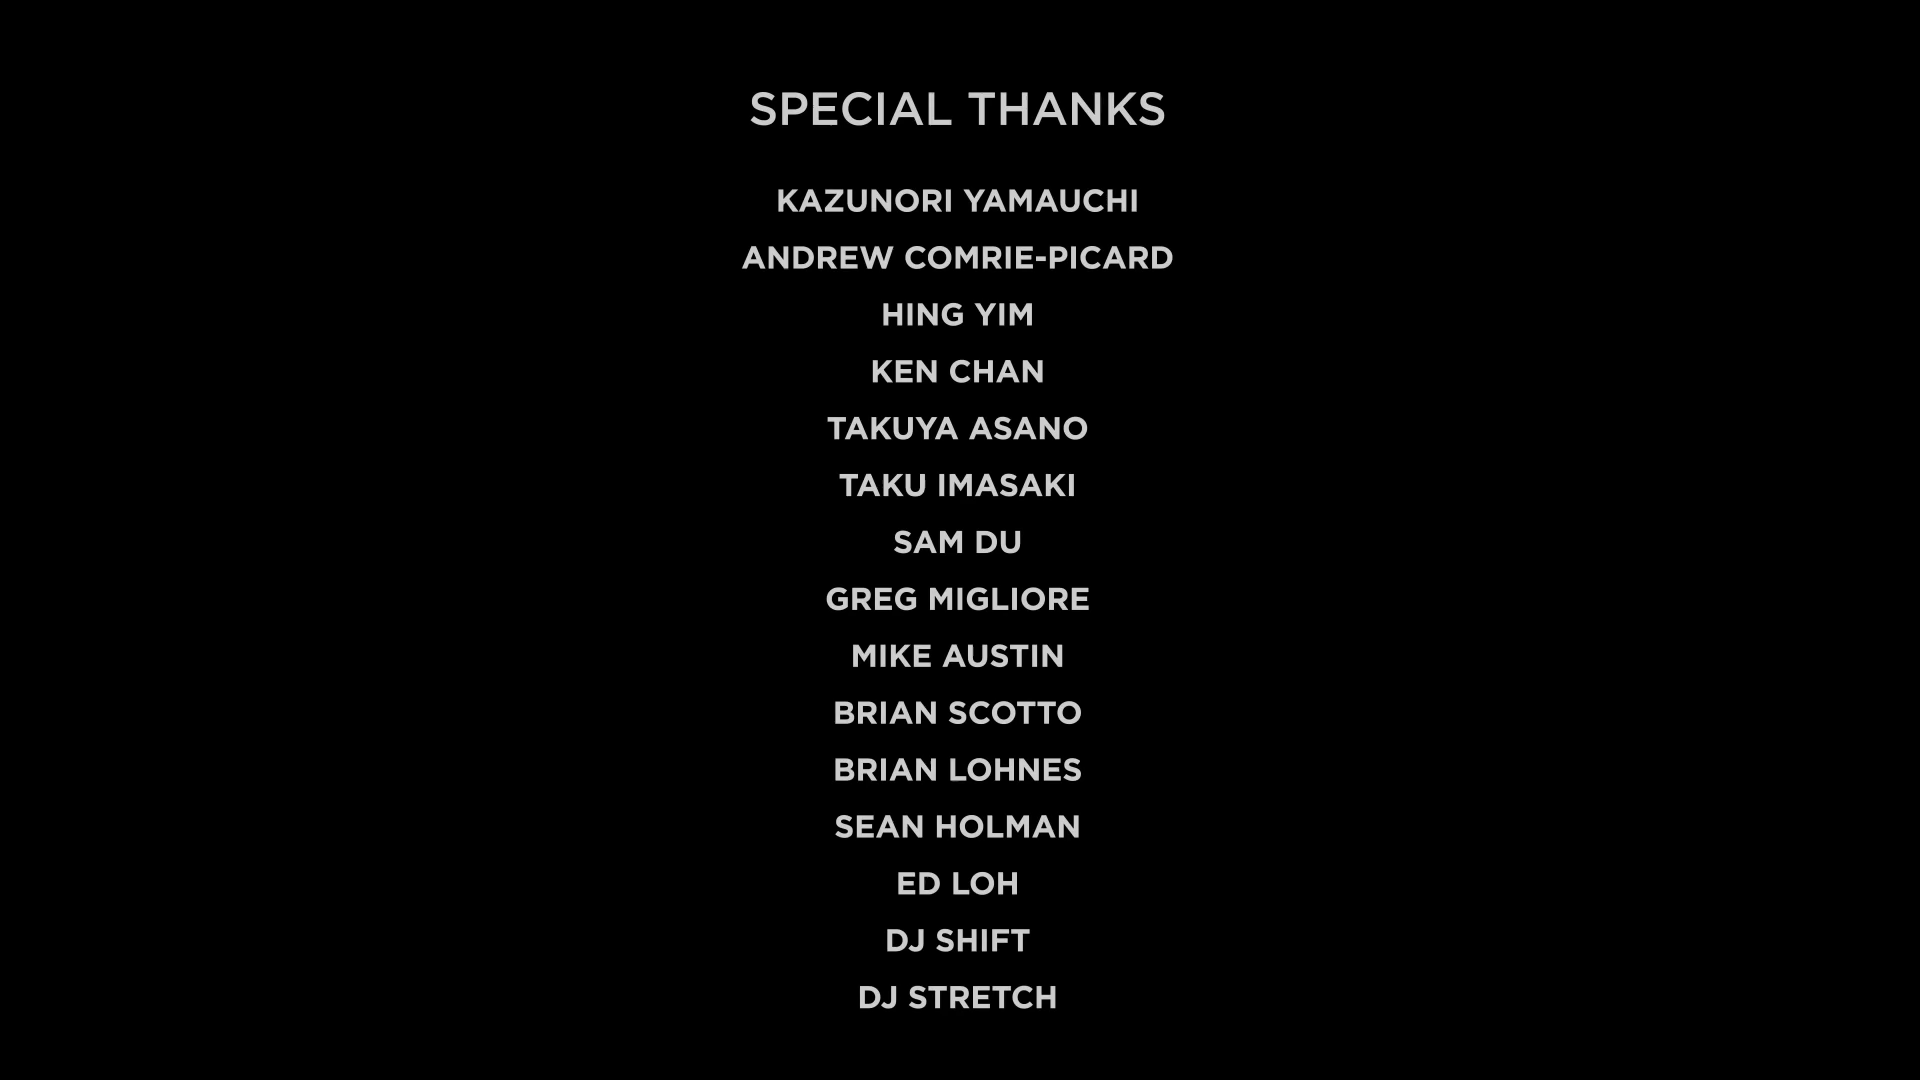 SPECIAL THANKS
KAZUNORI YAMAUCHI
ANDREW COMRIE-PICARD
HING YIM
KEN CHAN
TAKUYA ASANO
TAKU IMASAKI
SAM DU
GREG MIGLIORE
MIKE AUSTIN
BRIAN SCOTTO
BRIAN LOHNES
SEAN HOLMAN
ED LOH
DJ SHIFT
DJ STRETCH